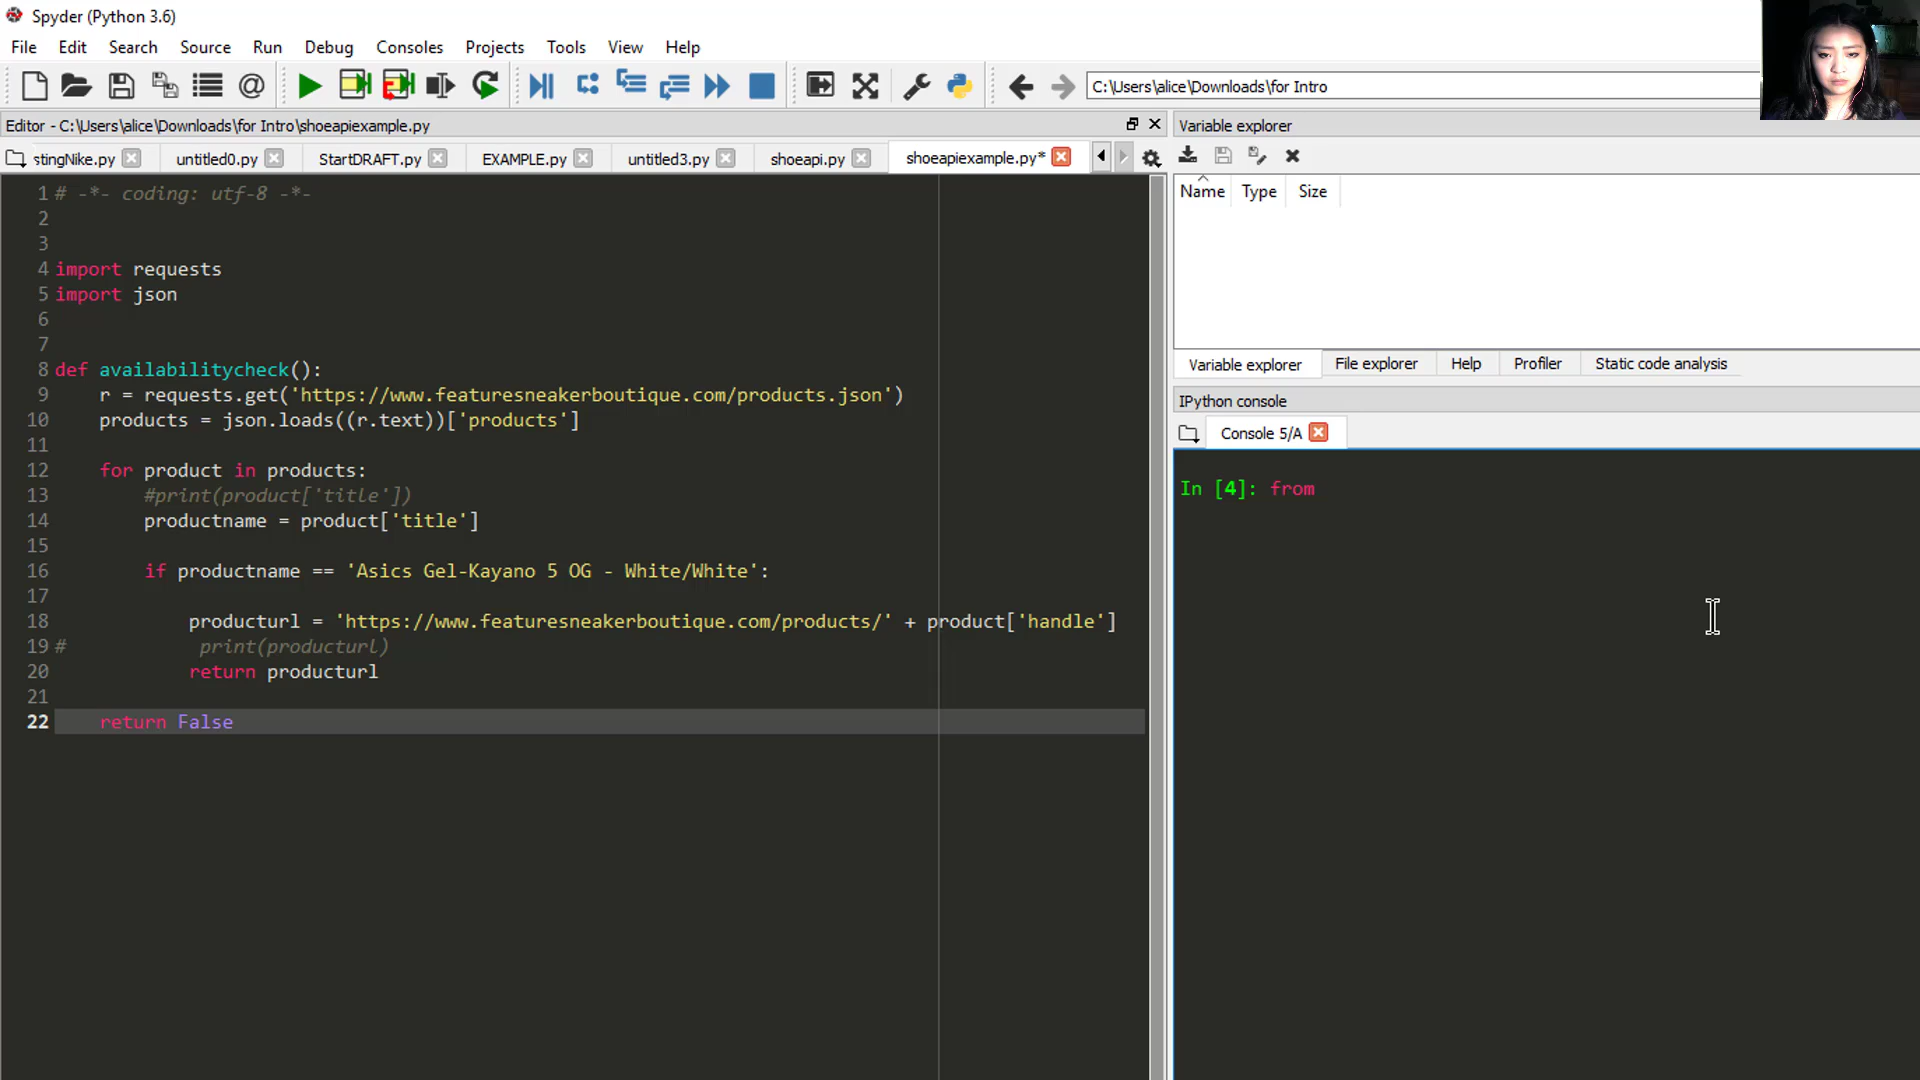 Spyder (Python 3.6)
File Edit Search Source Run Debug Consoles Projects Tools View Help
C:\Users\alice\Downloads\for Intro
Editor - C:\Users\alice\Downloads\for Intro\shoeapiexample.py
stingNike.py untitled0.py StartDRAFT.py EXAMPLE.py untitled3.py shoeapi.py shoeapiexample.py*
1 # -*- coding: utf-8 -*-
2
3
4 import requests
5 import json
6
7
8 def availabilitycheck():
9 r = requests.get('https://www.featuresneakerboutique.com/products.json')
10 products = json.loads((r.text))['products']
11
12 for product in products:
13 #print(product['title'])
14 productname = product['title']
15
16 if productname == 'Asics Gel-Kayano 5 OG - White/White':
17
18 producturl = 'https://www.featuresneakerboutique.com/products/' + product['handle']
19 # print(producturl)
20 return producturl
21
22 return False
Variable explorer
Name Type Size
Variable explorer File explorer Help Profiler Static code analysis
IPython console
Console 5/A
In [4]: from